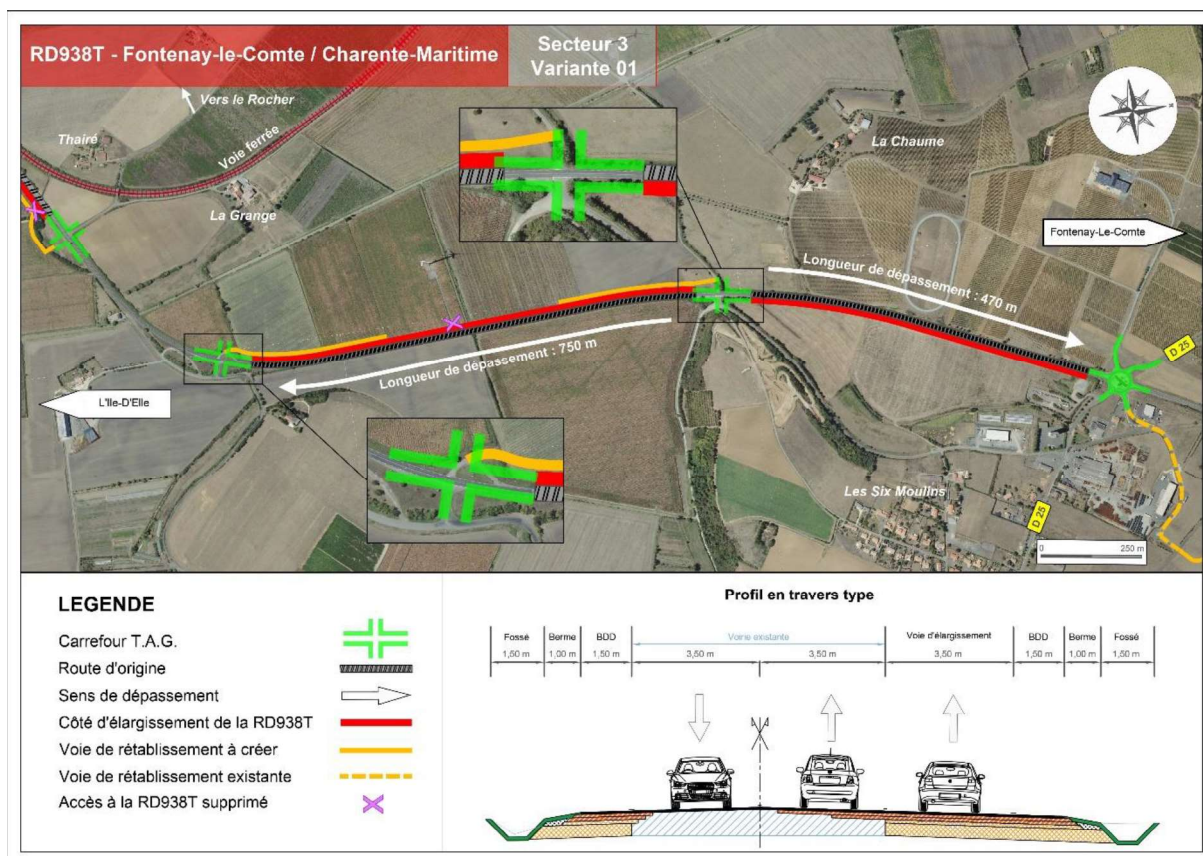 RD938T - Fontenay-le-Comte / Charente-Maritime
Secteur 3
Variante 01
Vers le Rocher
Thairé
Voie ferrée
La Grange
La Chaume
Fontenay-Le-Comte
Longueur de dépassement : 470 m
Longueur de dépassement : 750 m
D 25
L'Ile-D'Elle
Les Six Moulins
D 25
0 250 m
LEGENDE
Carrefour T.A.G.
Route d'origine
Sens de dépassement
Côté d'élargissement de la RD938T
Voie de rétablissement à créer
Voie de rétablissement existante
Accès à la RD938T supprimé
Profil en travers type
Fossé Berme BDD Voirie existante Voie d'élargissement BDD Berme Fossé
1,50 m 1,00 m 1,50 m 3,50 m 3,50 m 3,50 m 1,50 m 1,00 m 1,50 m